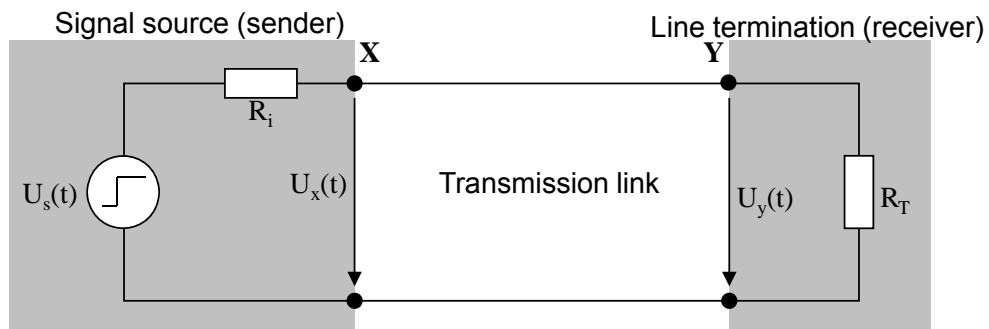 Signal source (sender)
Line termination (receiver)
X
Y
R_i
U_s(t)
U_x(t)
Transmission link
U_y(t)
R_T